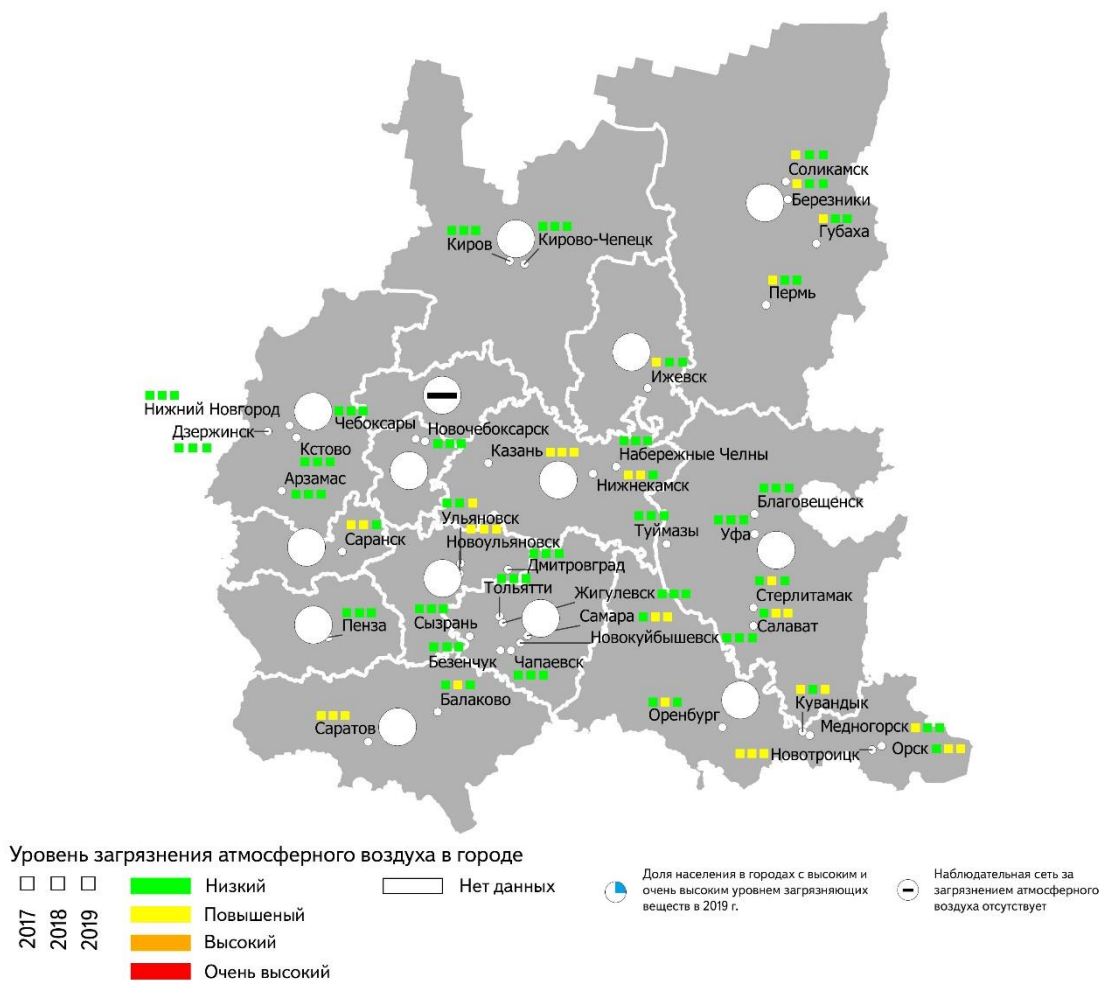 Соликамск
Березники
Губаха
Киров
Кирово-Чепецк
Пермь
Ижевск
Нижний Новгород
Дзержинск
Кстово
Арзамас
Чебоксары
Новочебоксарск
Казань
Набережные Челны
Нижнекамск
Благовещенск
Уфа
Туймазы
Ульяновск
Новоульяновск
Саранск
Дмитровград
Тольятти
Жигулевск
Стерлитамак
Салават
Самара
Новокуйбышевск
Пенза
Сызрань
Безенчук
Чапаевск
Балаково
Саратов
Оренбург
Кувандык
Медногорск
Новотроицк
Орск
Уровень загрязнения атмосферного воздуха в городе
2017
2018
2019
Низкий
Повышеный
Высокий
Очень высокий
Нет данных
Доля населения в городах с высоким и
очень высоким уровнем загрязняющих
веществ в 2019 г.
Наблюдательная сеть за
загрязнением атмосферного
воздуха отсутствует